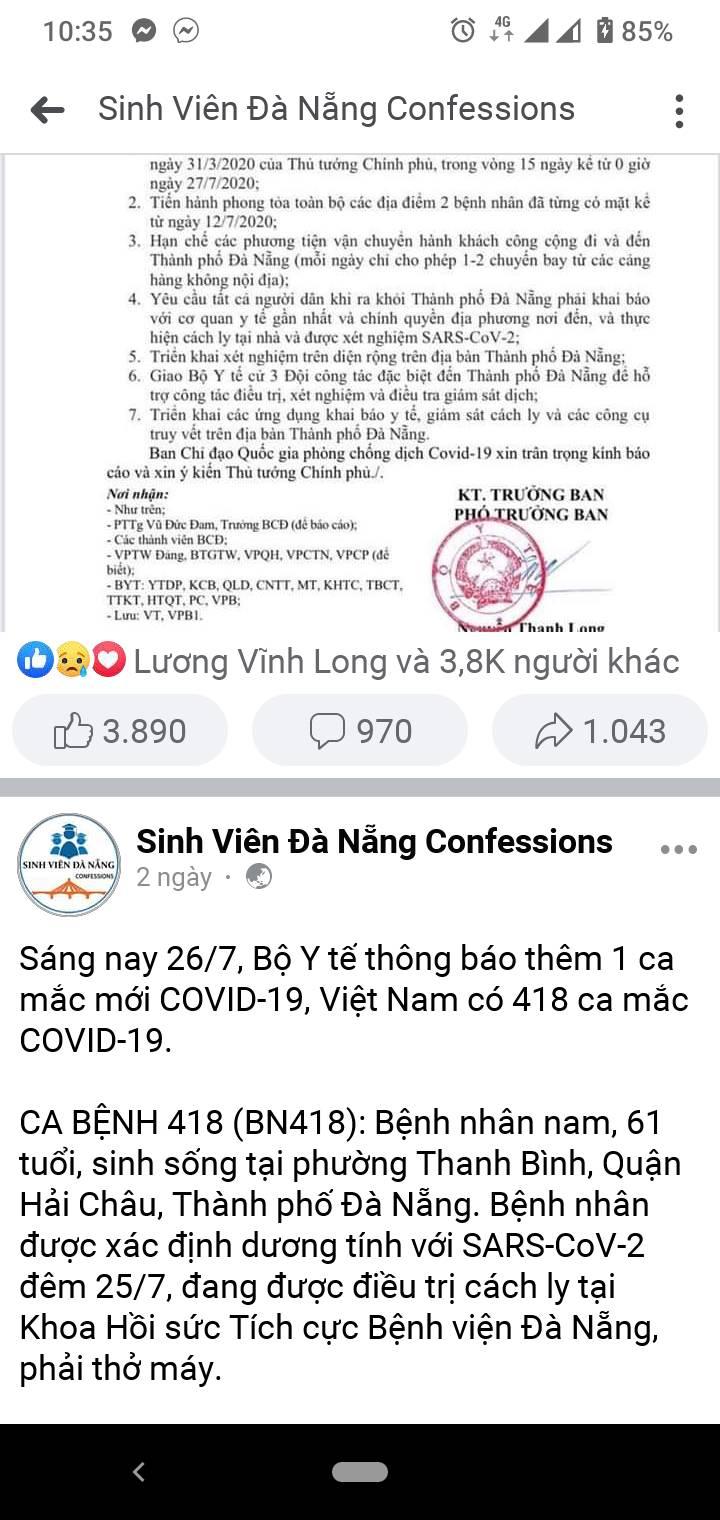 10:35
4G
85%
Sinh Viên Đà Nẵng Confessions
ngày 31/3/2020 của Thủ tướng Chính phủ, trong vòng 15 ngày kể từ 0 giờ
ngày 27/7/2020;
2. Tiến hành phong tỏa toàn bộ các địa điểm 2 bệnh nhân đã từng có mặt kể
từ ngày 12/7/2020;
3. Hạn chế các phương tiện vận chuyển hành khách công cộng đi và đến
Thành phố Đà Nẵng (mỗi ngày chỉ cho phép 1-2 chuyến bay từ các cảng
hàng không nội địa);
4. Yêu cầu tất cả người dân khi ra khỏi Thành phố Đà Nẵng phải khai báo
với cơ quan y tế gần nhất và chính quyền địa phương nơi đến, và thực
hiện cách ly tại nhà và được xét nghiệm SARS-CoV-2;
5. Triển khai xét nghiệm trên diện rộng trên địa bàn Thành phố Đà Nẵng;
6. Giao Bộ Y tế cử 3 Đội công tác đặc biệt đến Thành phố Đà Nẵng để hỗ
trợ công tác điều trị, xét nghiệm và điều tra giám sát dịch;
7. Triển khai các ứng dụng khai báo y tế, giám sát cách ly và các công cụ
truy vết trên địa bàn Thành phố Đà Nẵng.
Ban Chỉ đạo Quốc gia phòng chống dịch Covid-19 xin trân trọng kính báo
cáo và xin ý kiến Thủ tướng Chính phủ./.
Nơi nhận:
- Như trên;
- PTTg Vũ Đức Đam, Trưởng BCĐ (để báo cáo);
- Các thành viên BCĐ;
- VPTW Đảng, BTGTW, VPQH, VPCTN, VPCP (để
biết);
- BYT: YTDP, KCB, QLD, CNTT, MT, KHTC, TBCT,
TTKT, HTQT, PC, VPB;
- Lưu: VT, VPB1.
KT. TRƯỞNG BAN
PHÓ TRƯỞNG BAN
Nguyễn Thanh Long
Lương Vĩnh Long và 3,8K người khác
3.890
970
1.043
SINH VIÊN ĐÀ NẴNG
CONFESSIONS
Sinh Viên Đà Nẵng Confessions
2 ngày ·
Sáng nay 26/7, Bộ Y tế thông báo thêm 1 ca
mắc mới COVID-19, Việt Nam có 418 ca mắc
COVID-19.
CA BỆNH 418 (BN418): Bệnh nhân nam, 61
tuổi, sinh sống tại phường Thanh Bình, Quận
Hải Châu, Thành phố Đà Nẵng. Bệnh nhân
được xác định dương tính với SARS-CoV-2
đêm 25/7, đang được điều trị cách ly tại
Khoa Hồi sức Tích cực Bệnh viện Đà Nẵng,
phải thở máy.